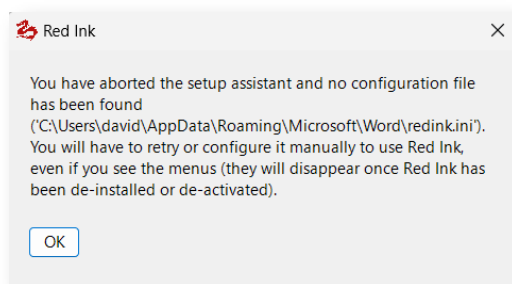 Red Ink
You have aborted the setup assistant and no configuration file
has been found
('C:\Users\david\AppData\Roaming\Microsoft\Word\redink.ini').
You will have to retry or configure it manually to use Red Ink,
even if you see the menus (they will disappear once Red Ink has
been de-installed or de-activated).
OK